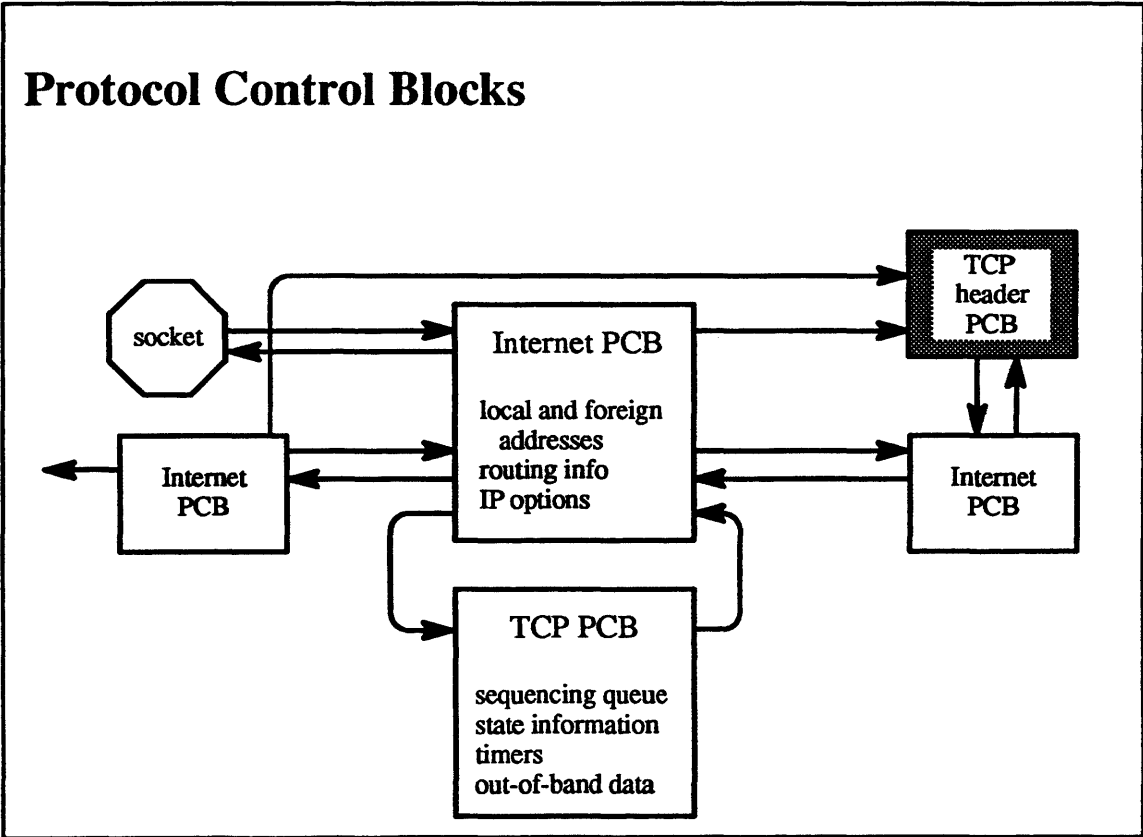 Protocol Control Blocks
TCP
header
PCB
socket
Internet PCB
local and foreign
addresses
routing info
IP options
Internet
PCB
Internet
PCB
TCP PCB
sequencing queue
state information
timers
out-of-band data